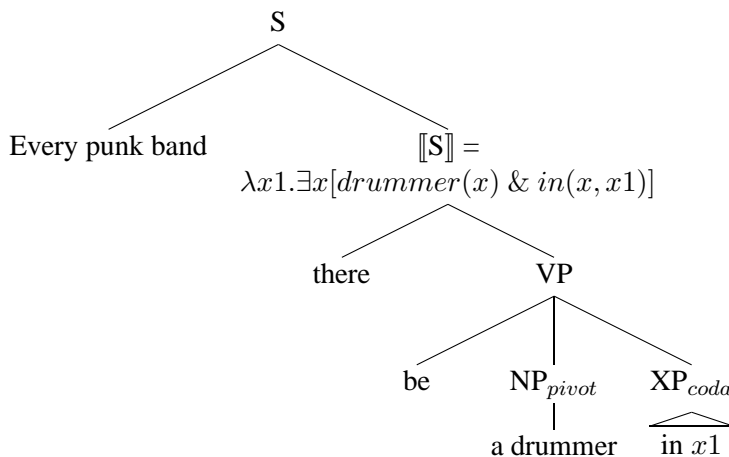 S
Every punk band ⟦S⟧ =
λx1.∃x[drummer(x) & in(x, x1)]
there VP
be NP_pivot XP_coda
a drummer in x1